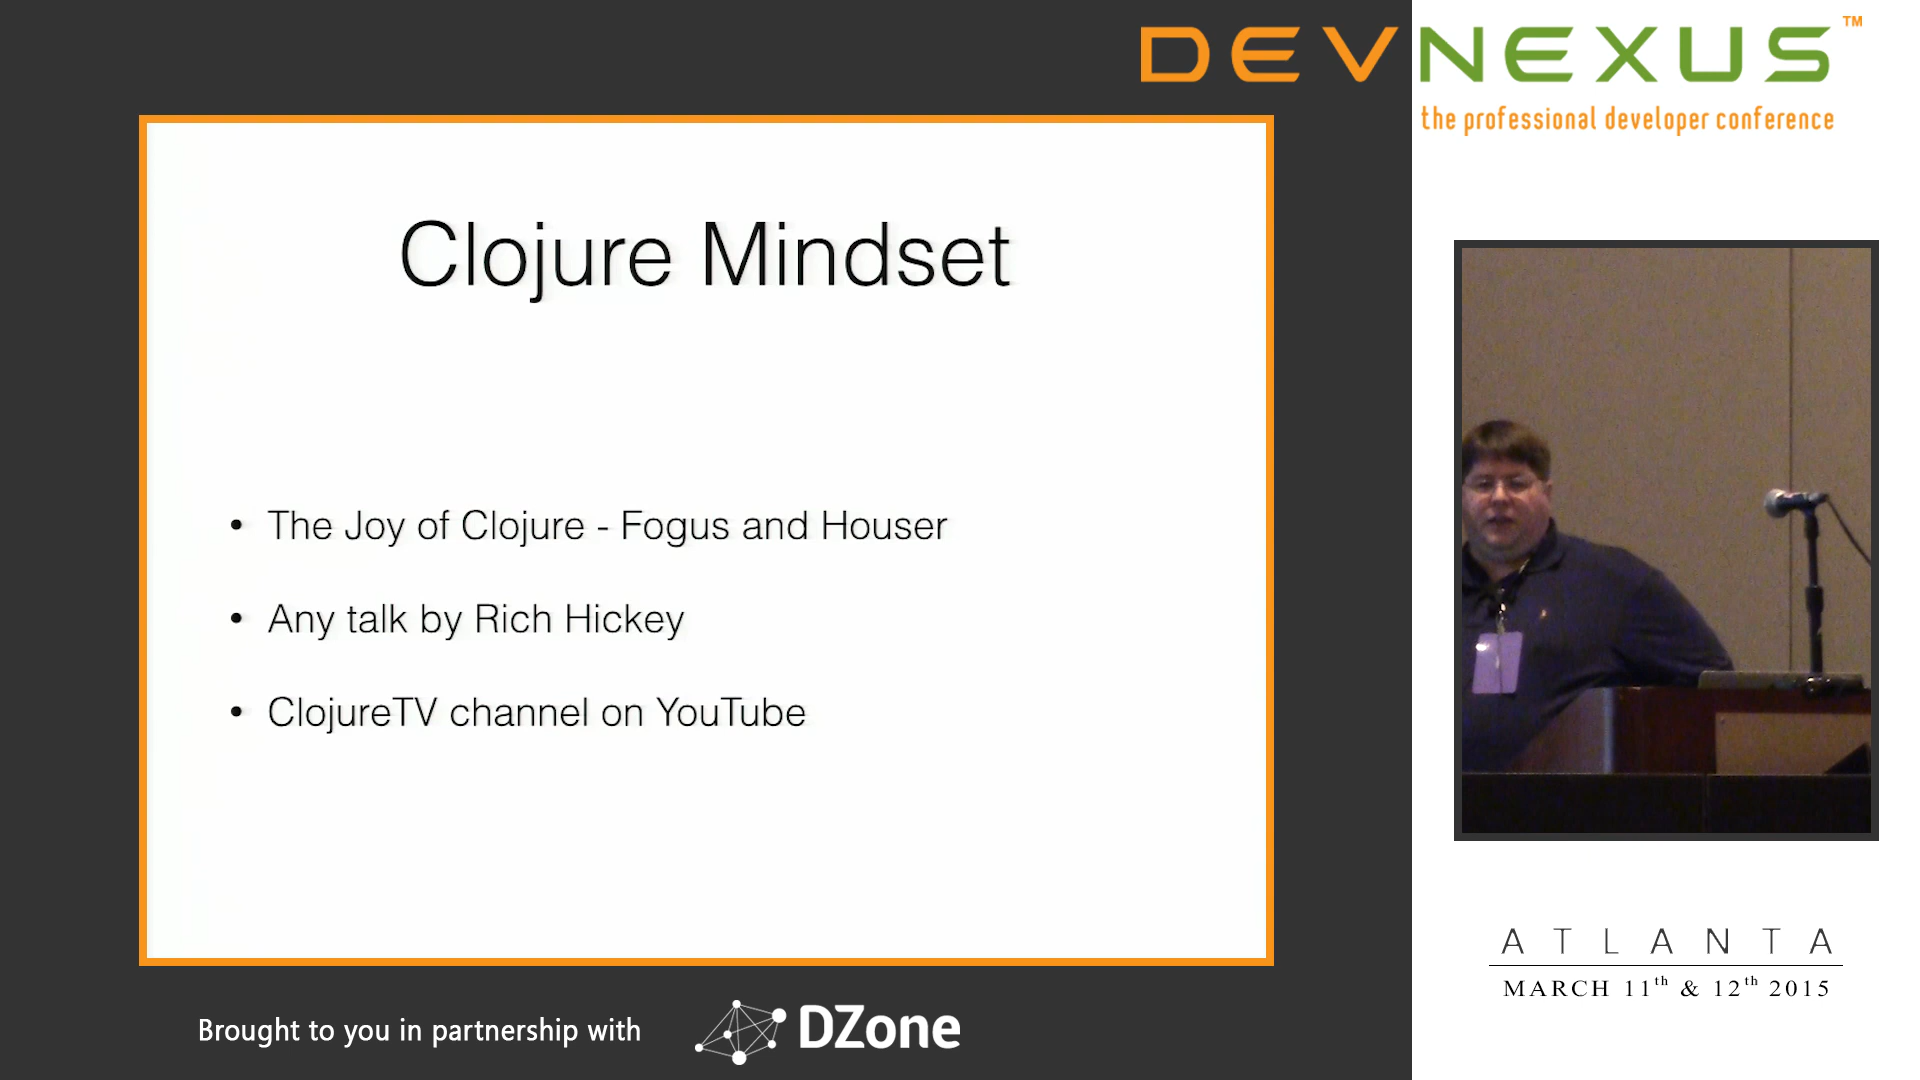 DEVNEXUS™
the professional developer conference
Clojure Mindset
• The Joy of Clojure - Fogus and Houser
• Any talk by Rich Hickey
• ClojureTV channel on YouTube
ATLANTA
MARCH 11th & 12th 2015
Brought to you in partnership with DZone